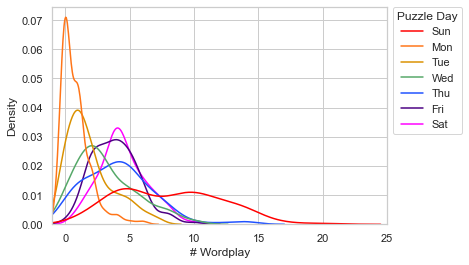 0.07
0.06
0.05
0.04
0.03
0.02
0.01
0.00
Density
0 5 10 15 20 25
# Wordplay
Puzzle Day
Sun
Mon
Tue
Wed
Thu
Fri
Sat